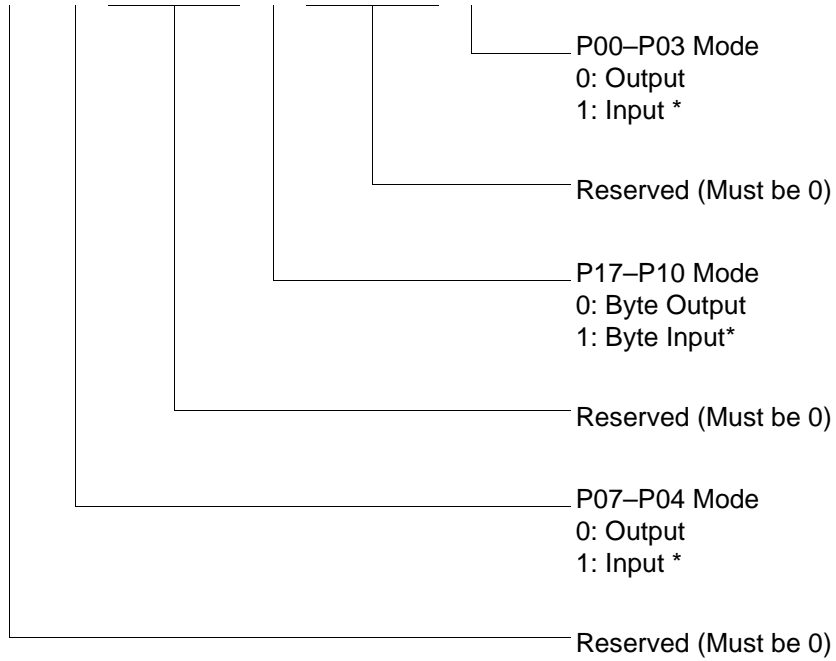 P00–P03 Mode
0: Output
1: Input *
Reserved (Must be 0)
P17–P10 Mode
0: Byte Output
1: Byte Input*
Reserved (Must be 0)
P07–P04 Mode
0: Output
1: Input *
Reserved (Must be 0)